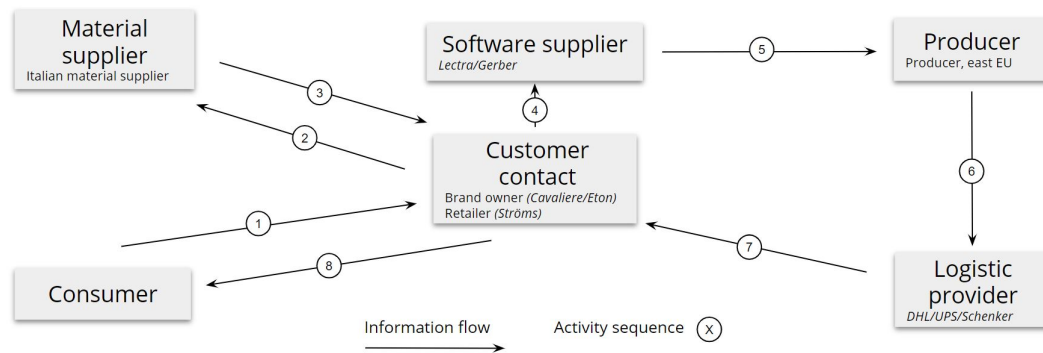 Material
supplier
Italian material supplier
Software supplier
Lectra/Gerber
5
Producer
Producer, east EU
3
4
2
Customer
contact
Brand owner (Cavaliere/Eton)
Retailer (Ströms)
6
1
7
8
Consumer
Logistic
provider
DHL/UPS/Schenker
Information flow
Activity sequence
X